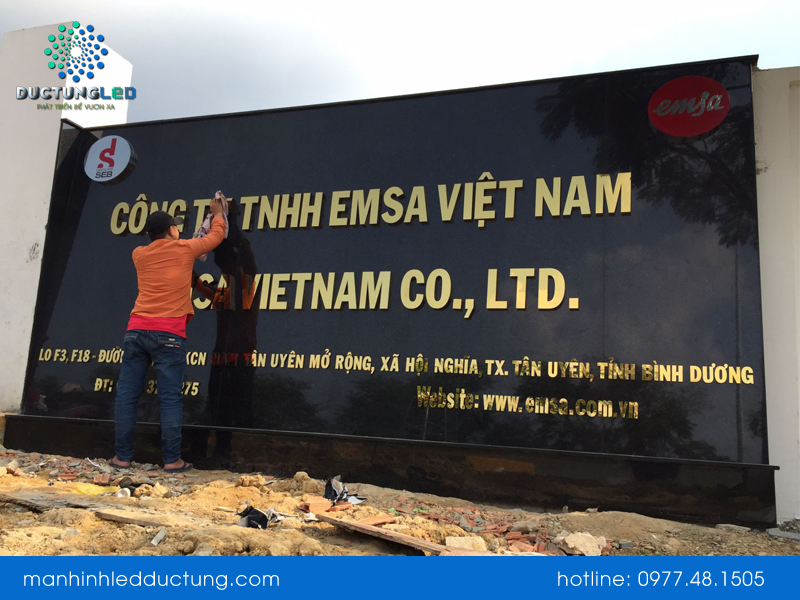 DUCTUNGLED
PHÁT TRIỂN ĐỂ VƯƠN XA
emsa
SEB
CÔNG TNHH EMSA VIỆT NAM
VIETNAM CO., LTD.
LO F3, F18 - KCN NAM TÂN UYÊN MỞ RỘNG, XÃ HỘI NGHĨA, TX. TÂN UYÊN, TỈNH BÌNH DƯƠNG
ĐT: 275
Website: www.emsa.com.vn
manhinhledductung.com
hotline: 0977.48.1505